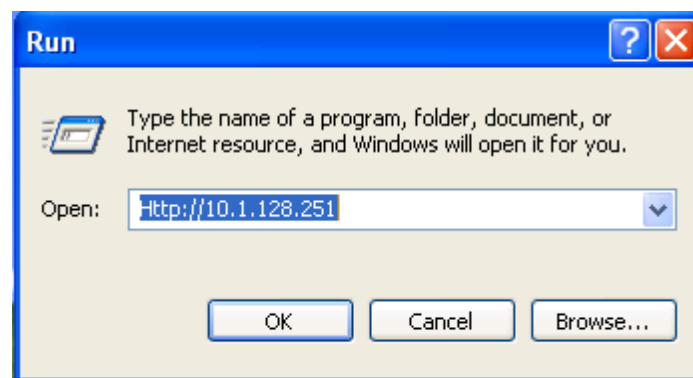 Run
Type the name of a program, folder, document, or
Internet resource, and Windows will open it for you.
Open: Http://10.1.128.251
OK Cancel Browse...